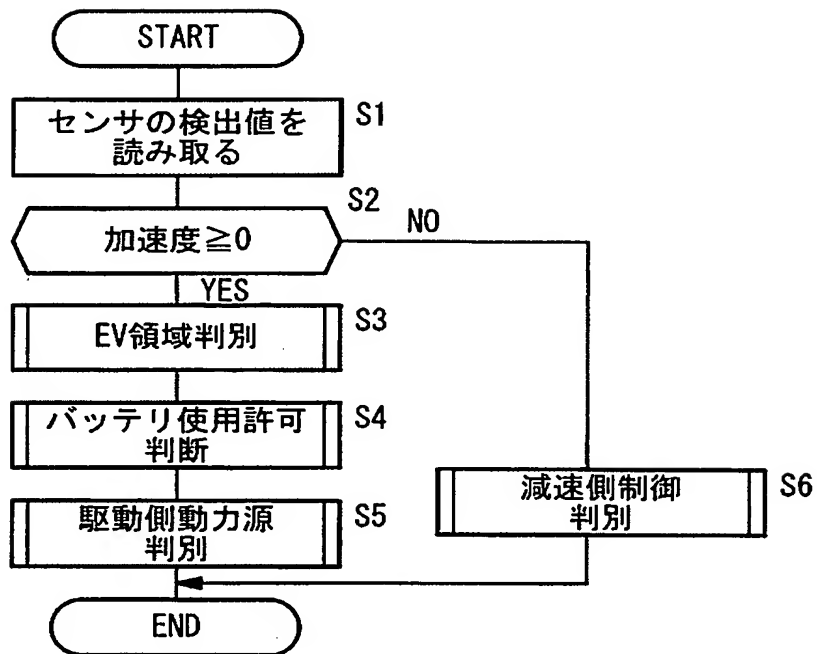 START
センサの検出値を
読み取る
S1
S2
加速度≧0
NO
YES
EV領域判別
S3
バッテリ使用許可
判断
S4
駆動側動力源
判別
S5
減速側制御
判別
S6
END